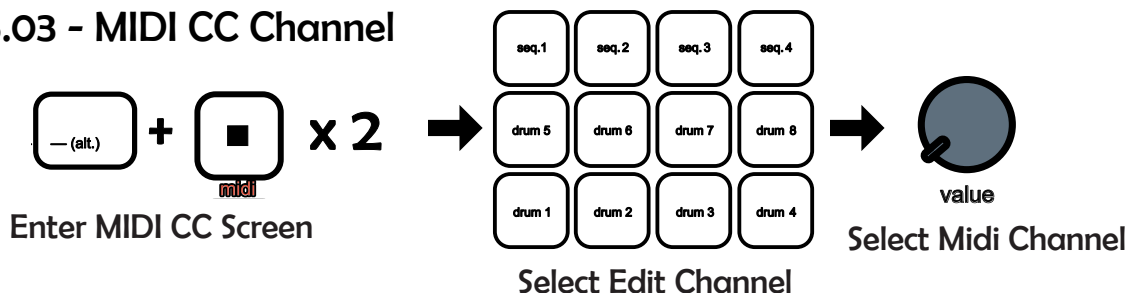 .03 - MIDI CC Channel
— (alt.) + ■ x 2
midi
Enter MIDI CC Screen
seq.1 seq.2 seq.3 seq.4
drum 5 drum 6 drum 7 drum 8
drum 1 drum 2 drum 3 drum 4
Select Edit Channel
value
Select Midi Channel